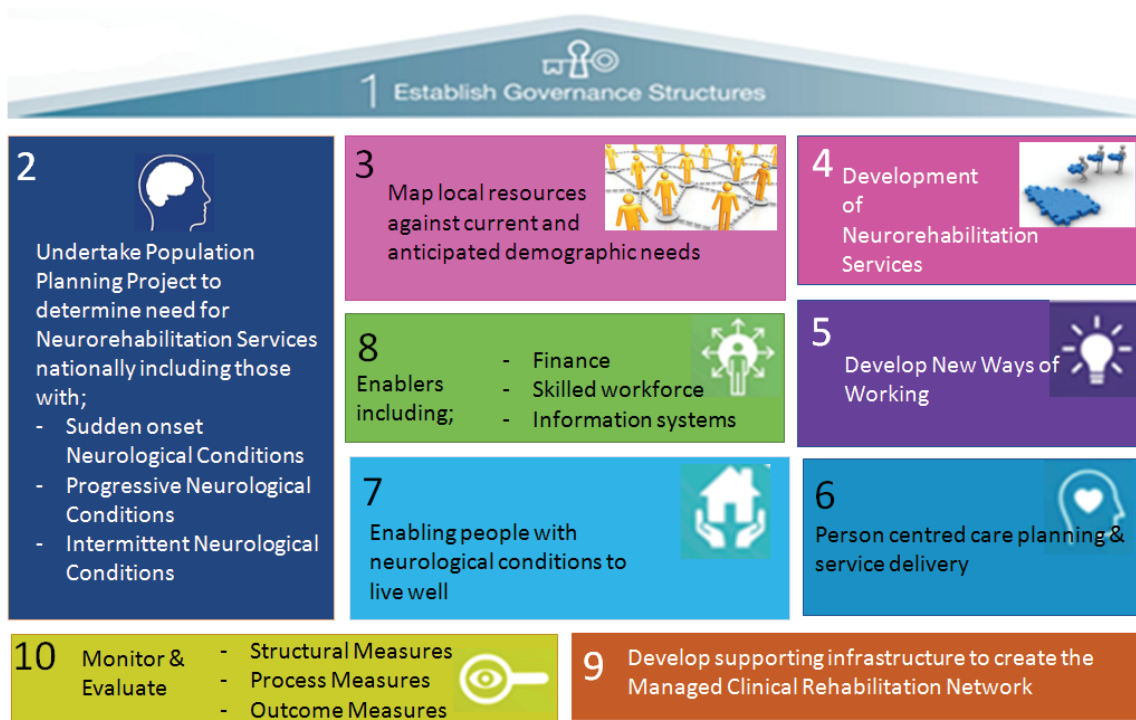 1 Establish Governance Structures
2
Undertake Population
Planning Project to
determine need for
Neurorehabilitation Services
nationally including those
with;
- Sudden onset
Neurological Conditions
- Progressive Neurological
Conditions
- Intermittent Neurological
Conditions
3
Map local resources
against current and
anticipated demographic needs
4
Development
of
Neurorehabilitation
Services
5
Develop New Ways of
Working
6
Person centred care planning &
service delivery
7
Enabling people with
neurological conditions to
live well
8
Enablers
including;
- Finance
- Skilled workforce
- Information systems
9
Develop supporting infrastructure to create the
Managed Clinical Rehabilitation Network
10
Monitor &
Evaluate
- Structural Measures
- Process Measures
- Outcome Measures